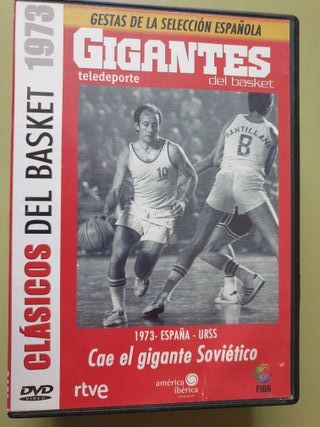 GESTAS DE LA SELECCIÓN ESPAÑOLA
GIGANTES
del basket
teledeporte
CLÁSICOS DEL BASKET 1973
10
SANTILLANA
8
1973- ESPAÑA - URSS
Cae el gigante Soviético
DVD
VIDEO
rtve
américa
ibérica
FIBA